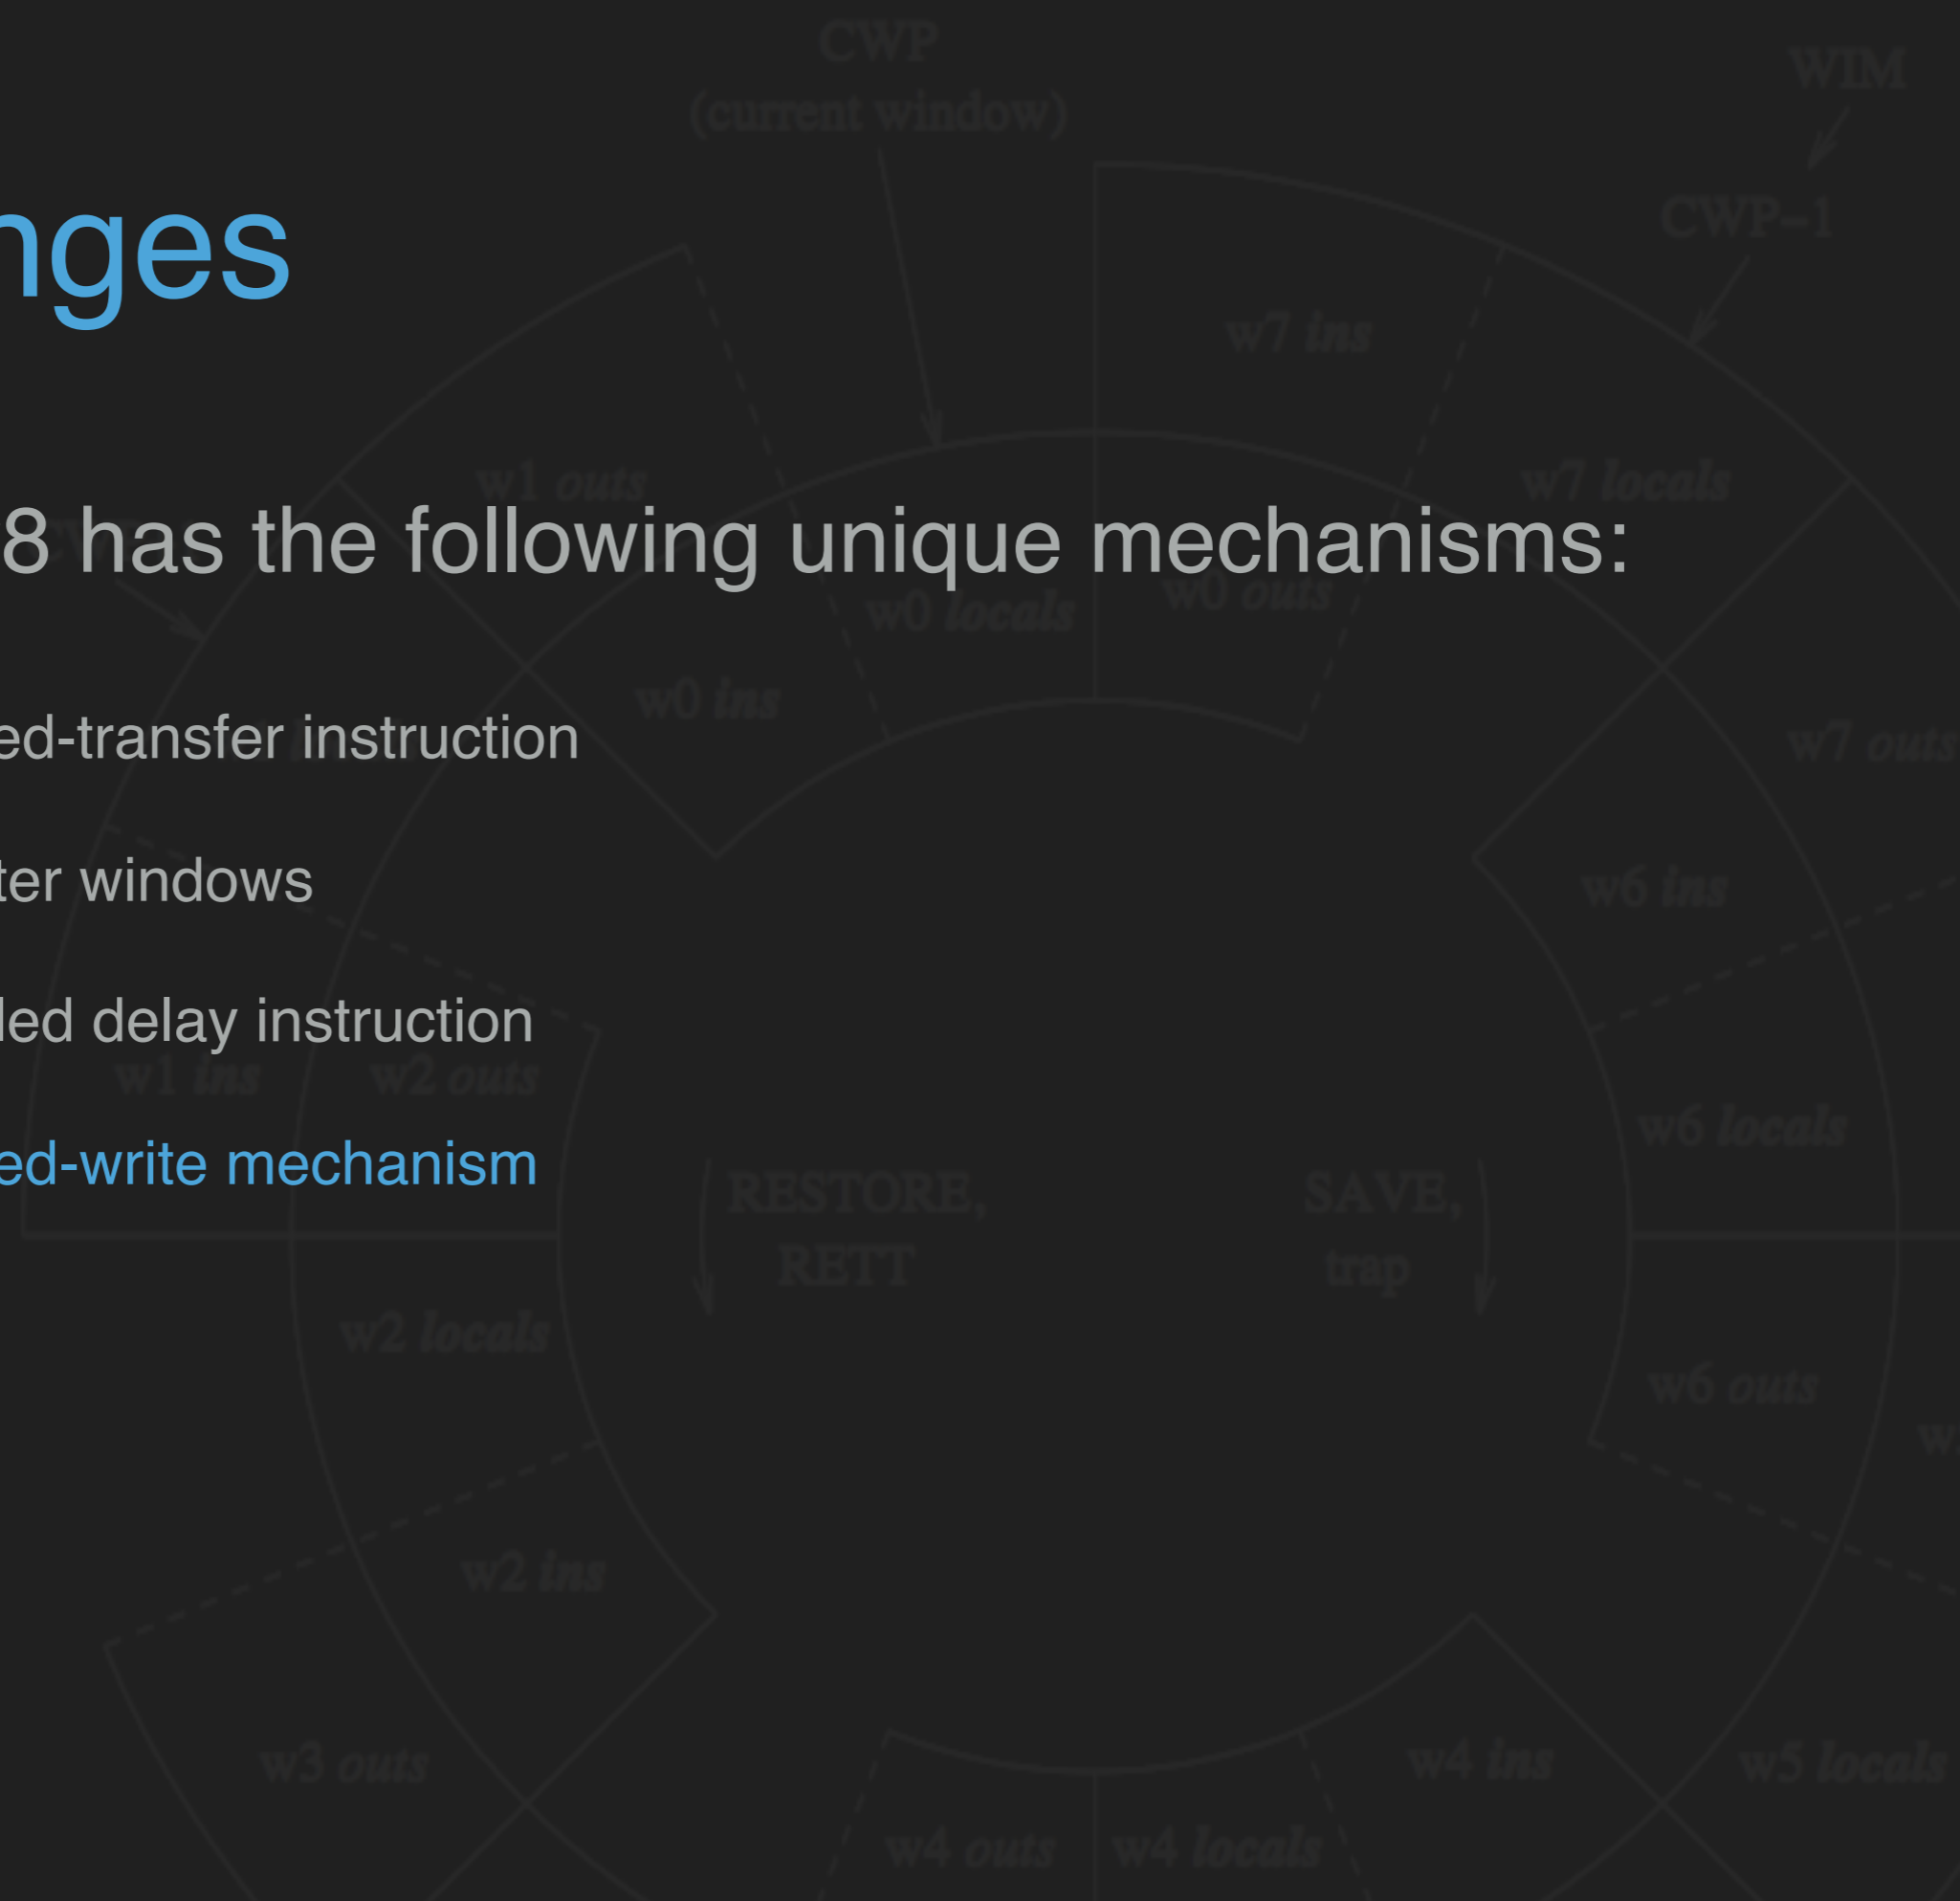 CWP
(current window)
WIM
CWP−1
nges
w7 ins
w1 outs
w7 locals
8 has the following unique mechanisms:
w0 locals
w0 outs
w0 ins
ed-transfer instruction
w7 outs
ter windows
w6 ins
led delay instruction
w1 ins
w2 outs
w6 locals
ed-write mechanism
RESTORE,
RETT
SAVE,
trap
w2 locals
w6 outs
w2 ins
w3 outs
w4 ins
w5 locals
w4 outs
w4 locals